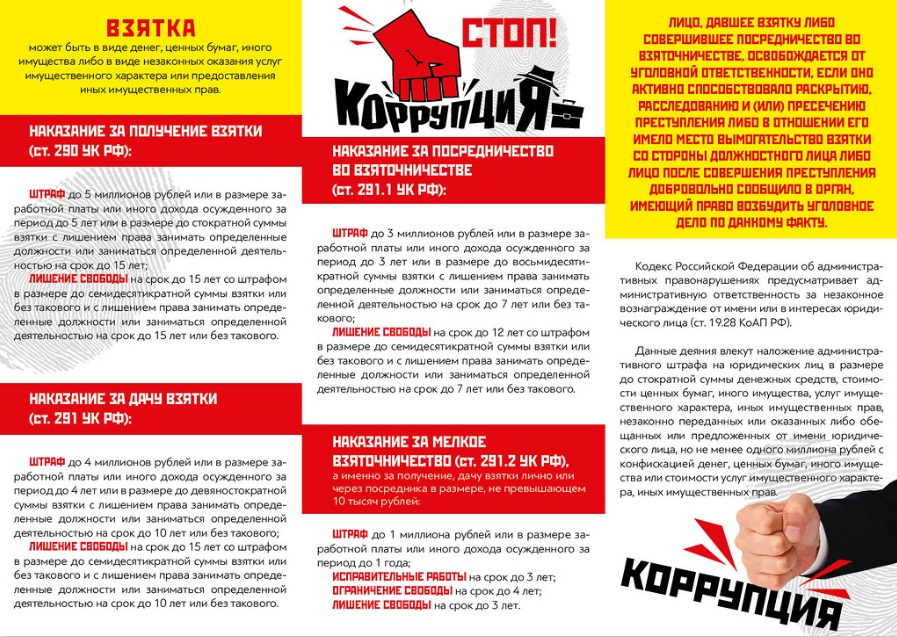 ВЗЯТКА
может быть в виде денег, ценных бумаг, иного
имущества либо в виде незаконных оказания услуг
имущественного характера или предоставления
иных имущественных прав.
НАКАЗАНИЕ ЗА ПОЛУЧЕНИЕ ВЗЯТКИ
(ст. 290 УК РФ):
ШТРАФ до 5 миллионов рублей или в размере за-
работной платы или иного дохода осужденного за
период до 5 лет или в размере до стократной суммы
взятки с лишением права занимать определенные
должности или заниматься определенной деятель-
ностью на срок до 15 лет;
ЛИШЕНИЕ СВОБОДЫ на срок до 15 лет со штрафом
в размере до семидесятикратной суммы взятки или
без такового и с лишением права занимать опреде-
ленные должности или заниматься определенной
деятельностью на срок до 15 лет или без такового.
НАКАЗАНИЕ ЗА ДАЧУ ВЗЯТКИ
(ст. 291 УК РФ):
ШТРАФ до 4 миллионов рублей или в размере за-
работной платы или иного дохода осужденного за
период до 4 лет или в размере до девяностократной
суммы взятки с лишением права занимать опреде-
ленные должности или заниматься определенной
деятельностью на срок до 10 лет или без такового;
ЛИШЕНИЕ СВОБОДЫ на срок до 15 лет со штрафом
в размере до семидесятикратной суммы взятки или
без такового и с лишением права занимать опреде-
ленные должности или заниматься определенной
деятельностью на срок до 10 лет или без такового.
СТОП!
КОРРУПЦИЯ
НАКАЗАНИЕ ЗА ПОСРЕДНИЧЕСТВО
ВО ВЗЯТОЧНИЧЕСТВЕ
(ст. 291.1 УК РФ):
ШТРАФ до 3 миллионов рублей или в размере за-
работной платы или иного дохода осужденного за
период до 3 лет или в размере до восьмидесяти-
кратной суммы взятки с лишением права занимать
определенные должности или заниматься опреде-
ленной деятельностью на срок до 7 лет или без та-
кового;
ЛИШЕНИЕ СВОБОДЫ на срок до 12 лет со штрафом
в размере до семидесятикратной суммы взятки или
без такового и с лишением права занимать опреде-
ленные должности или заниматься определенной
деятельностью на срок до 7 лет или без такового.
НАКАЗАНИЕ ЗА МЕЛКОЕ
ВЗЯТОЧНИЧЕСТВО (ст. 291.2 УК РФ),
а именно за получение, дачу взятки лично или
через посредника в размере, не превышающем
10 тысяч рублей:
ШТРАФ до 1 миллиона рублей или в размере за-
работной платы или иного дохода осужденного за
период до 1 года;
ИСПРАВИТЕЛЬНЫЕ РАБОТЫ на срок до 3 лет;
ОГРАНИЧЕНИЕ СВОБОДЫ на срок до 4 лет;
ЛИШЕНИЕ СВОБОДЫ на срок до 3 лет.
ЛИЦО, ДАВШЕЕ ВЗЯТКУ ЛИБО
СОВЕРШИВШЕЕ ПОСРЕДНИЧЕСТВО ВО
ВЗЯТОЧНИЧЕСТВЕ, ОСВОБОЖДАЕТСЯ ОТ
УГОЛОВНОЙ ОТВЕТСТВЕННОСТИ, ЕСЛИ ОНО
АКТИВНО СПОСОБСТВОВАЛО РАСКРЫТИЮ,
РАССЛЕДОВАНИЮ И (ИЛИ) ПРЕСЕЧЕНИЮ
ПРЕСТУПЛЕНИЯ ЛИБО В ОТНОШЕНИИ ЕГО
ИМЕЛО МЕСТО ВЫМОГАТЕЛЬСТВО ВЗЯТКИ
СО СТОРОНЫ ДОЛЖНОСТНОГО ЛИЦА ЛИБО
ЛИЦО ПОСЛЕ СОВЕРШЕНИЯ ПРЕСТУПЛЕНИЯ
ДОБРОВОЛЬНО СООБЩИЛО В ОРГАН,
ИМЕЮЩИЙ ПРАВО ВОЗБУДИТЬ УГОЛОВНОЕ
ДЕЛО ПО ДАННОМУ ФАКТУ.
Кодекс Российской Федерации об администра-
тивных правонарушениях предусматривает ад-
министративную ответственность за незаконное
вознаграждение от имени или в интересах юриди-
ческого лица (ст. 19.28 КоАП РФ).
Данные деяния влекут наложение администра-
тивного штрафа на юридических лиц в размере
до стократной суммы денежных средств, стоимо-
сти ценных бумаг, иного имущества, услуг имуще-
ственного характера, иных имущественных прав,
незаконно переданных или оказанных либо обе-
щанных или предложенных от имени юридиче-
ского лица, но не менее одного миллиона рублей с
конфискацией денег, ценных бумаг, иного имуще-
ства или стоимости услуг имущественного характе-
ра, иных имущественных прав.
КОРРУПЦИЯ